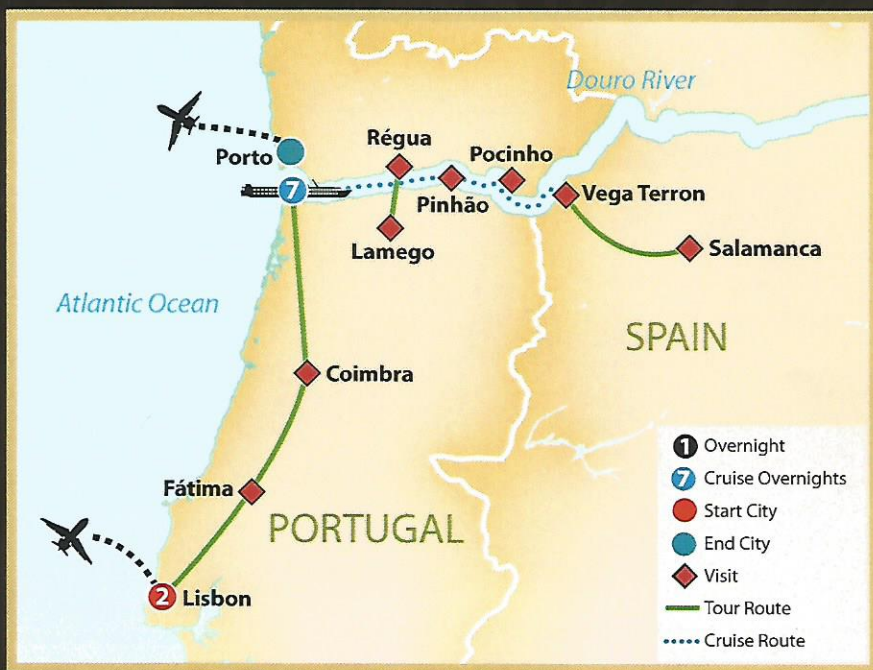 Douro River
Porto
Régua
Pocinho
7
Pinhão
Vega Terron
Lamego
Salamanca
Atlantic Ocean
SPAIN
Coimbra
Fátima
PORTUGAL
2 Lisbon
1 Overnight
7 Cruise Overnights
Start City
End City
Visit
Tour Route
Cruise Route